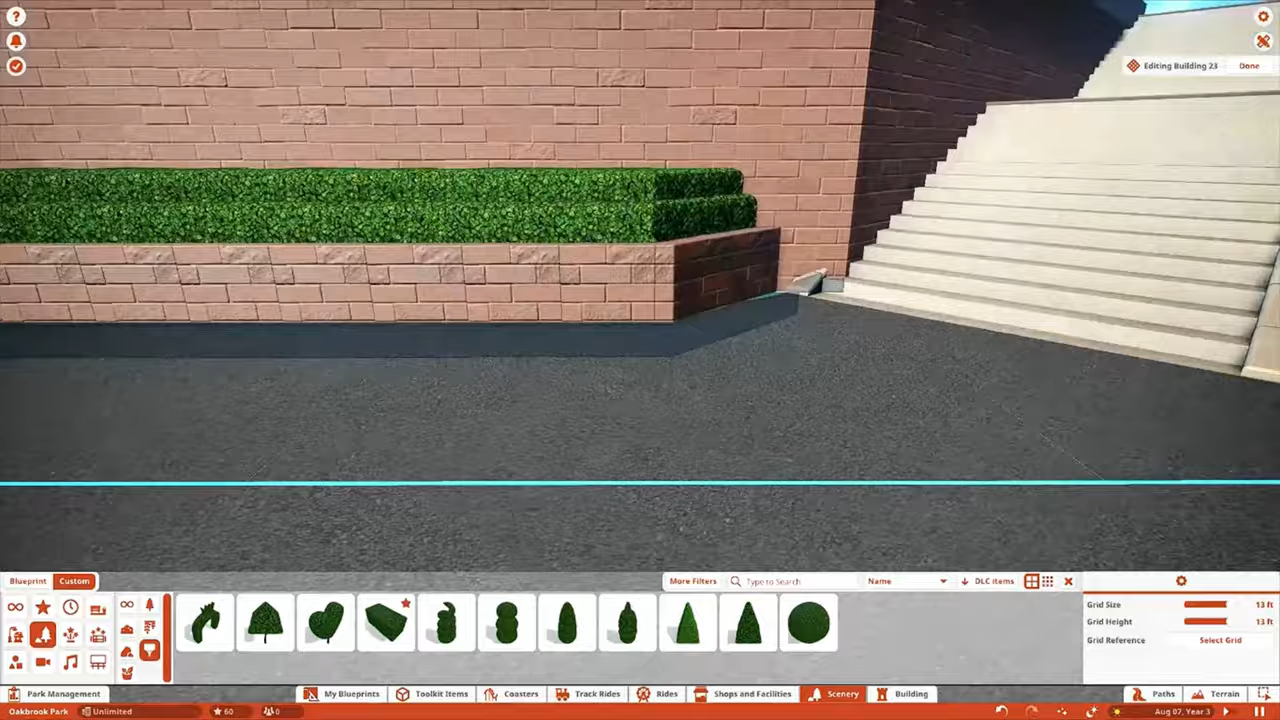 ?
Editing Building 23 Done
Blueprint Custom
More Filters Type to Search Name DLC items
Grid Size 13 ft
Grid Height 13 ft
Grid Reference Select Grid
Park Management My Blueprints Toolkit Items Coasters Track Rides Rides Shops and Facilities Scenery Building Paths Terrain
Oakbrook Park Unlimited 60 0 Aug 07, Year 3